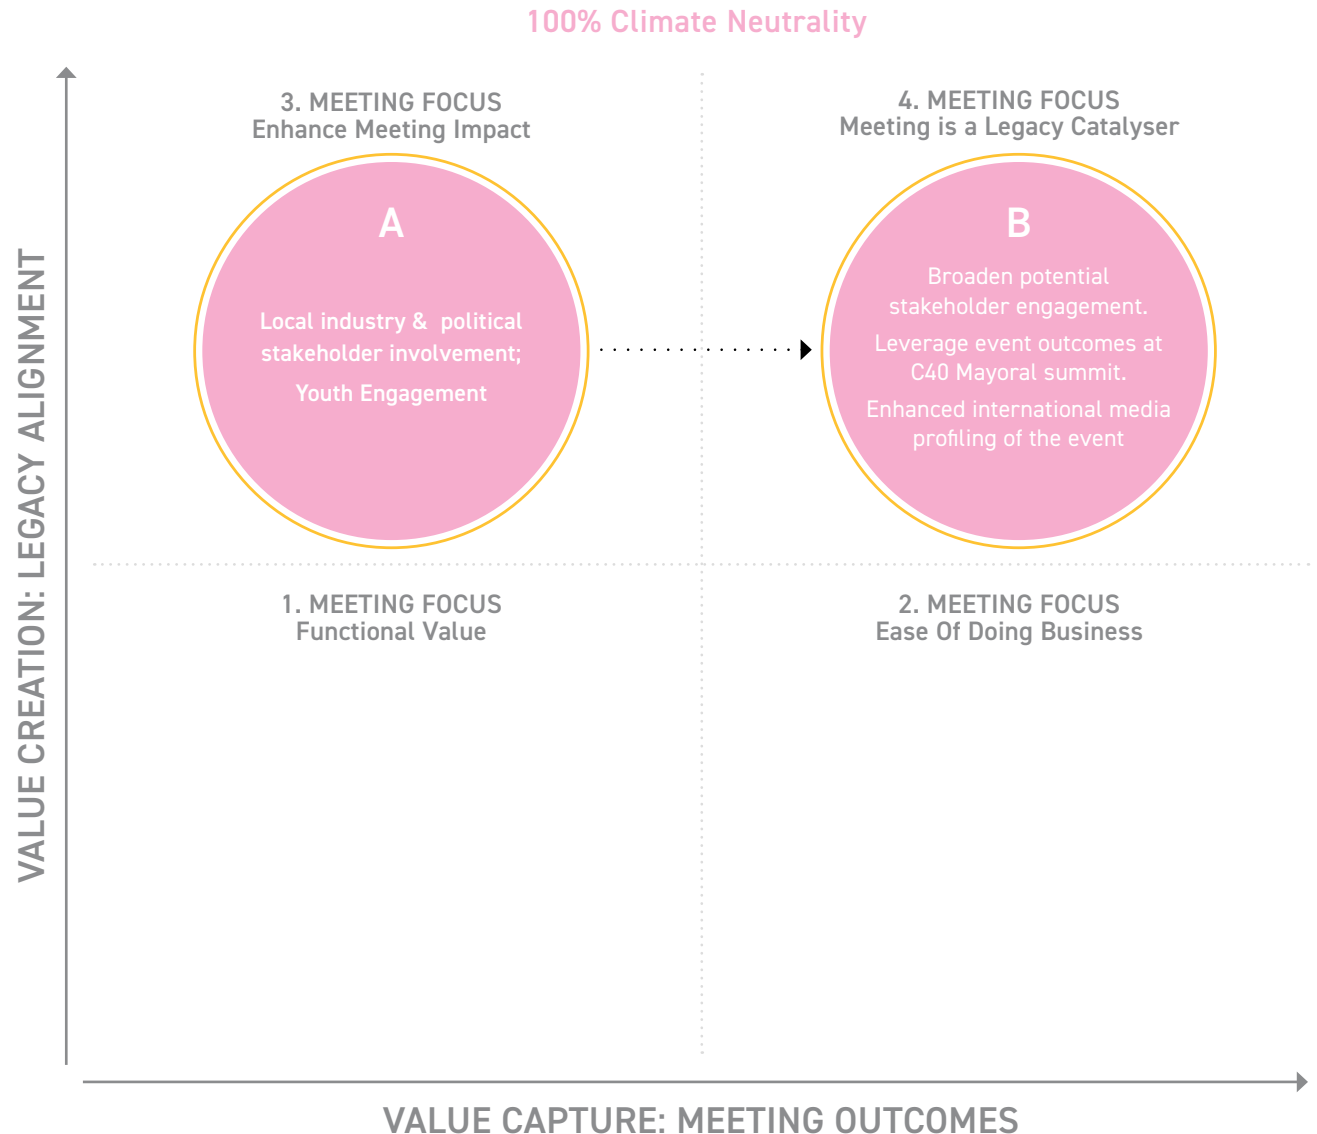 100% Climate Neutrality
3. MEETING FOCUS
Enhance Meeting Impact
4. MEETING FOCUS
Meeting is a Legacy Catalyser
A
Local industry & political
stakeholder involvement;
Youth Engagement
B
Broaden potential
stakeholder engagement.
Leverage event outcomes at
C40 Mayoral summit.
Enhanced international media
profiling of the event
1. MEETING FOCUS
Functional Value
2. MEETING FOCUS
Ease Of Doing Business
VALUE CREATION: LEGACY ALIGNMENT
VALUE CAPTURE: MEETING OUTCOMES